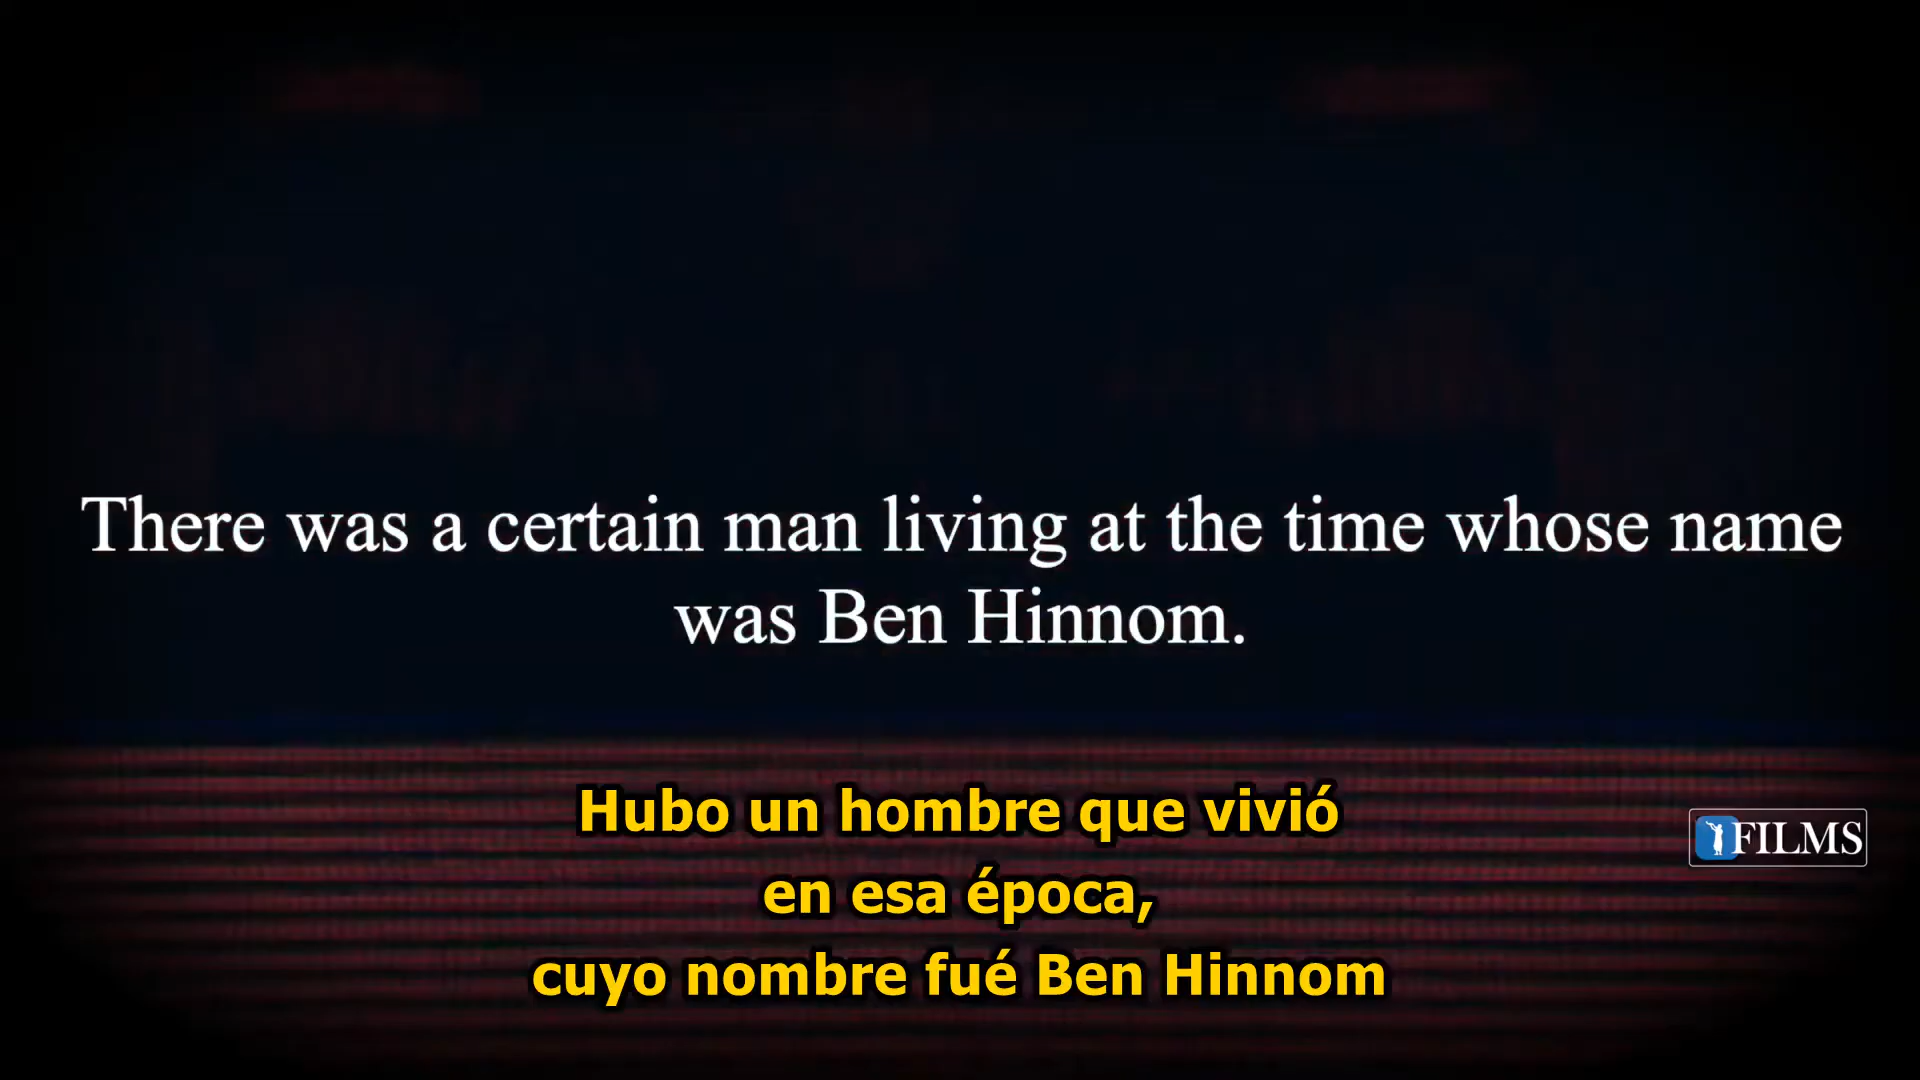 There was a certain man living at the time whose name
was Ben Hinnom.
Hubo un hombre que vivió
en esa época,
cuyo nombre fué Ben Hinnom
FILMS